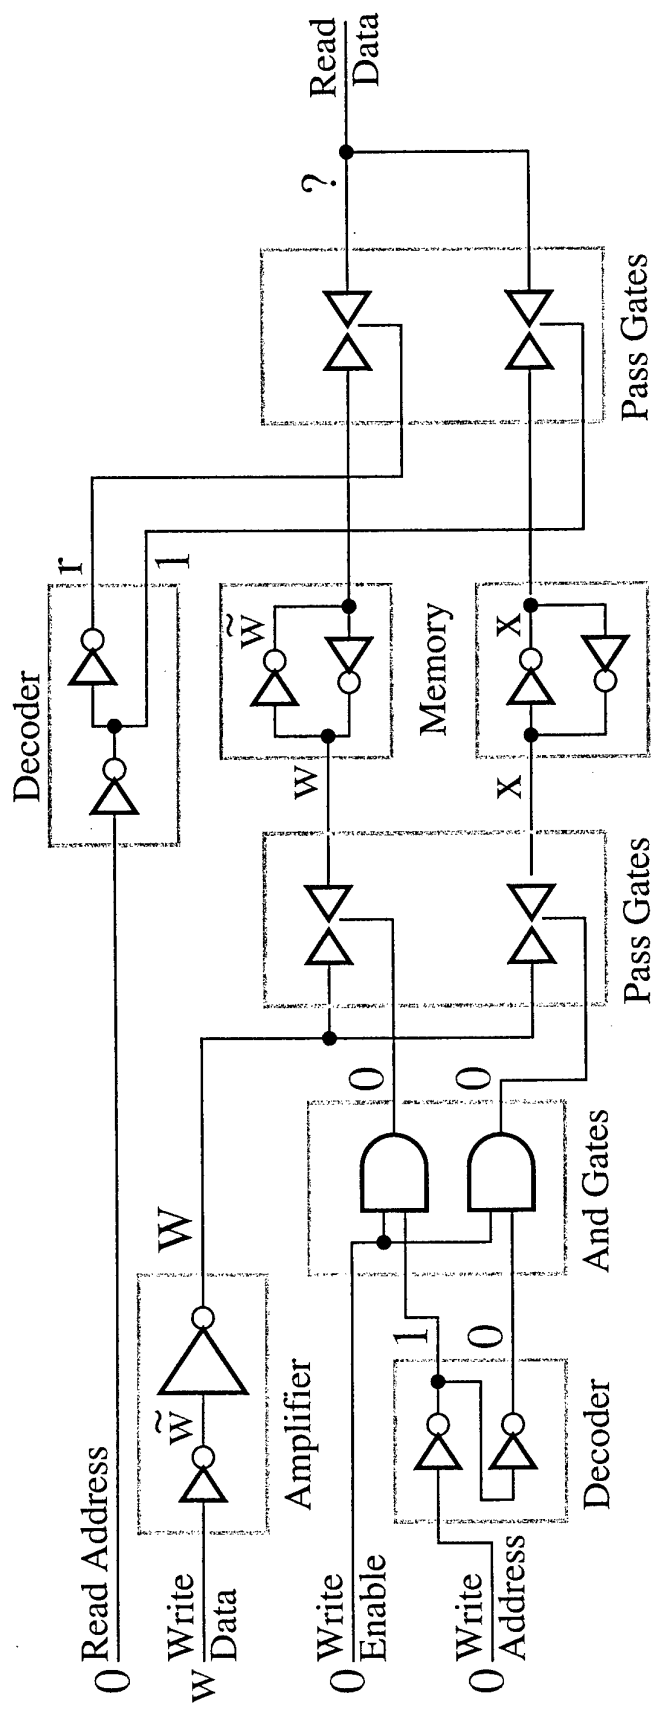 Decoder
r
0 Read Address
1
Write
w Data
w̃
W
Amplifier
w
w̃
?
Read
Data
0 Write
Enable
0
1
0
0
Memory
0 Write
Address
x
x
Decoder
And Gates
Pass Gates
Pass Gates